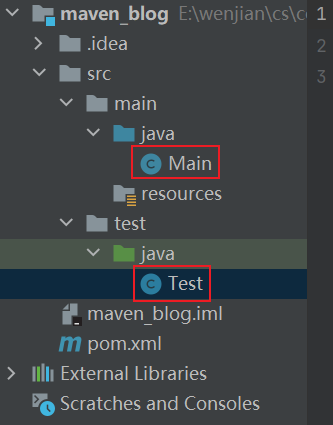 maven_blog E:\wenjian\cs\c
.idea
src
main
java
Main
resources
test
java
Test
maven_blog.iml
pom.xml
External Libraries
Scratches and Consoles
1
2
3